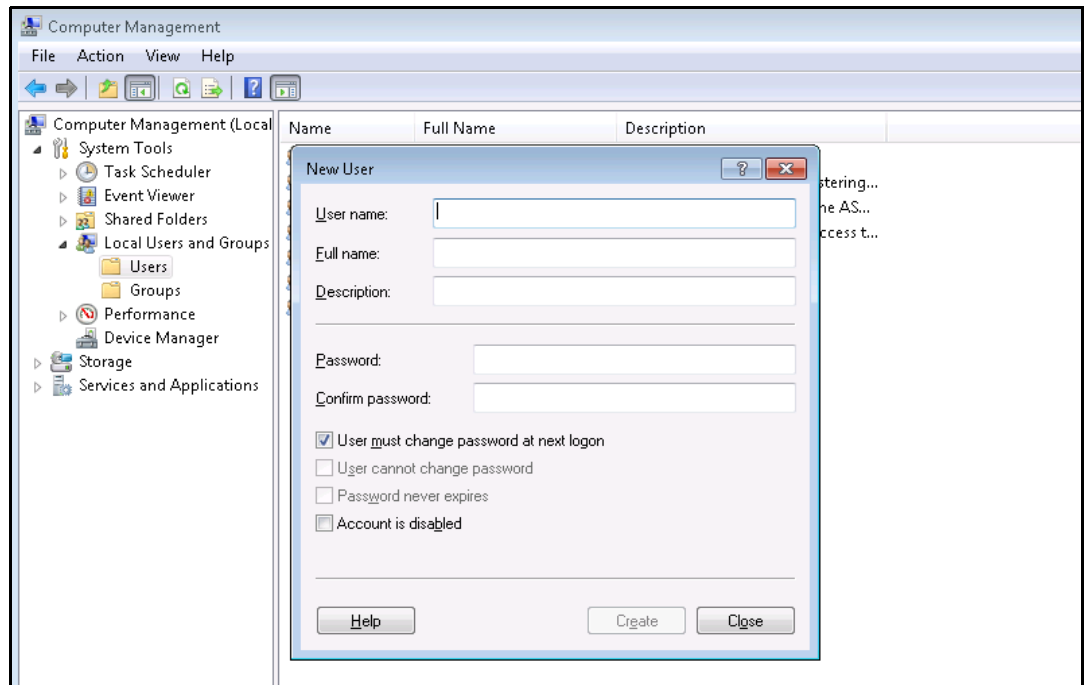 Computer Management
File Action View Help
Computer Management (Local
System Tools
Task Scheduler
Event Viewer
Shared Folders
Local Users and Groups
Users
Groups
Performance
Device Manager
Storage
Services and Applications
Name Full Name Description
stering...
he AS...
ccess t...
New User
User name:
Full name:
Description:
Password:
Confirm password:
User must change password at next logon
User cannot change password
Password never expires
Account is disabled
Help Create Close